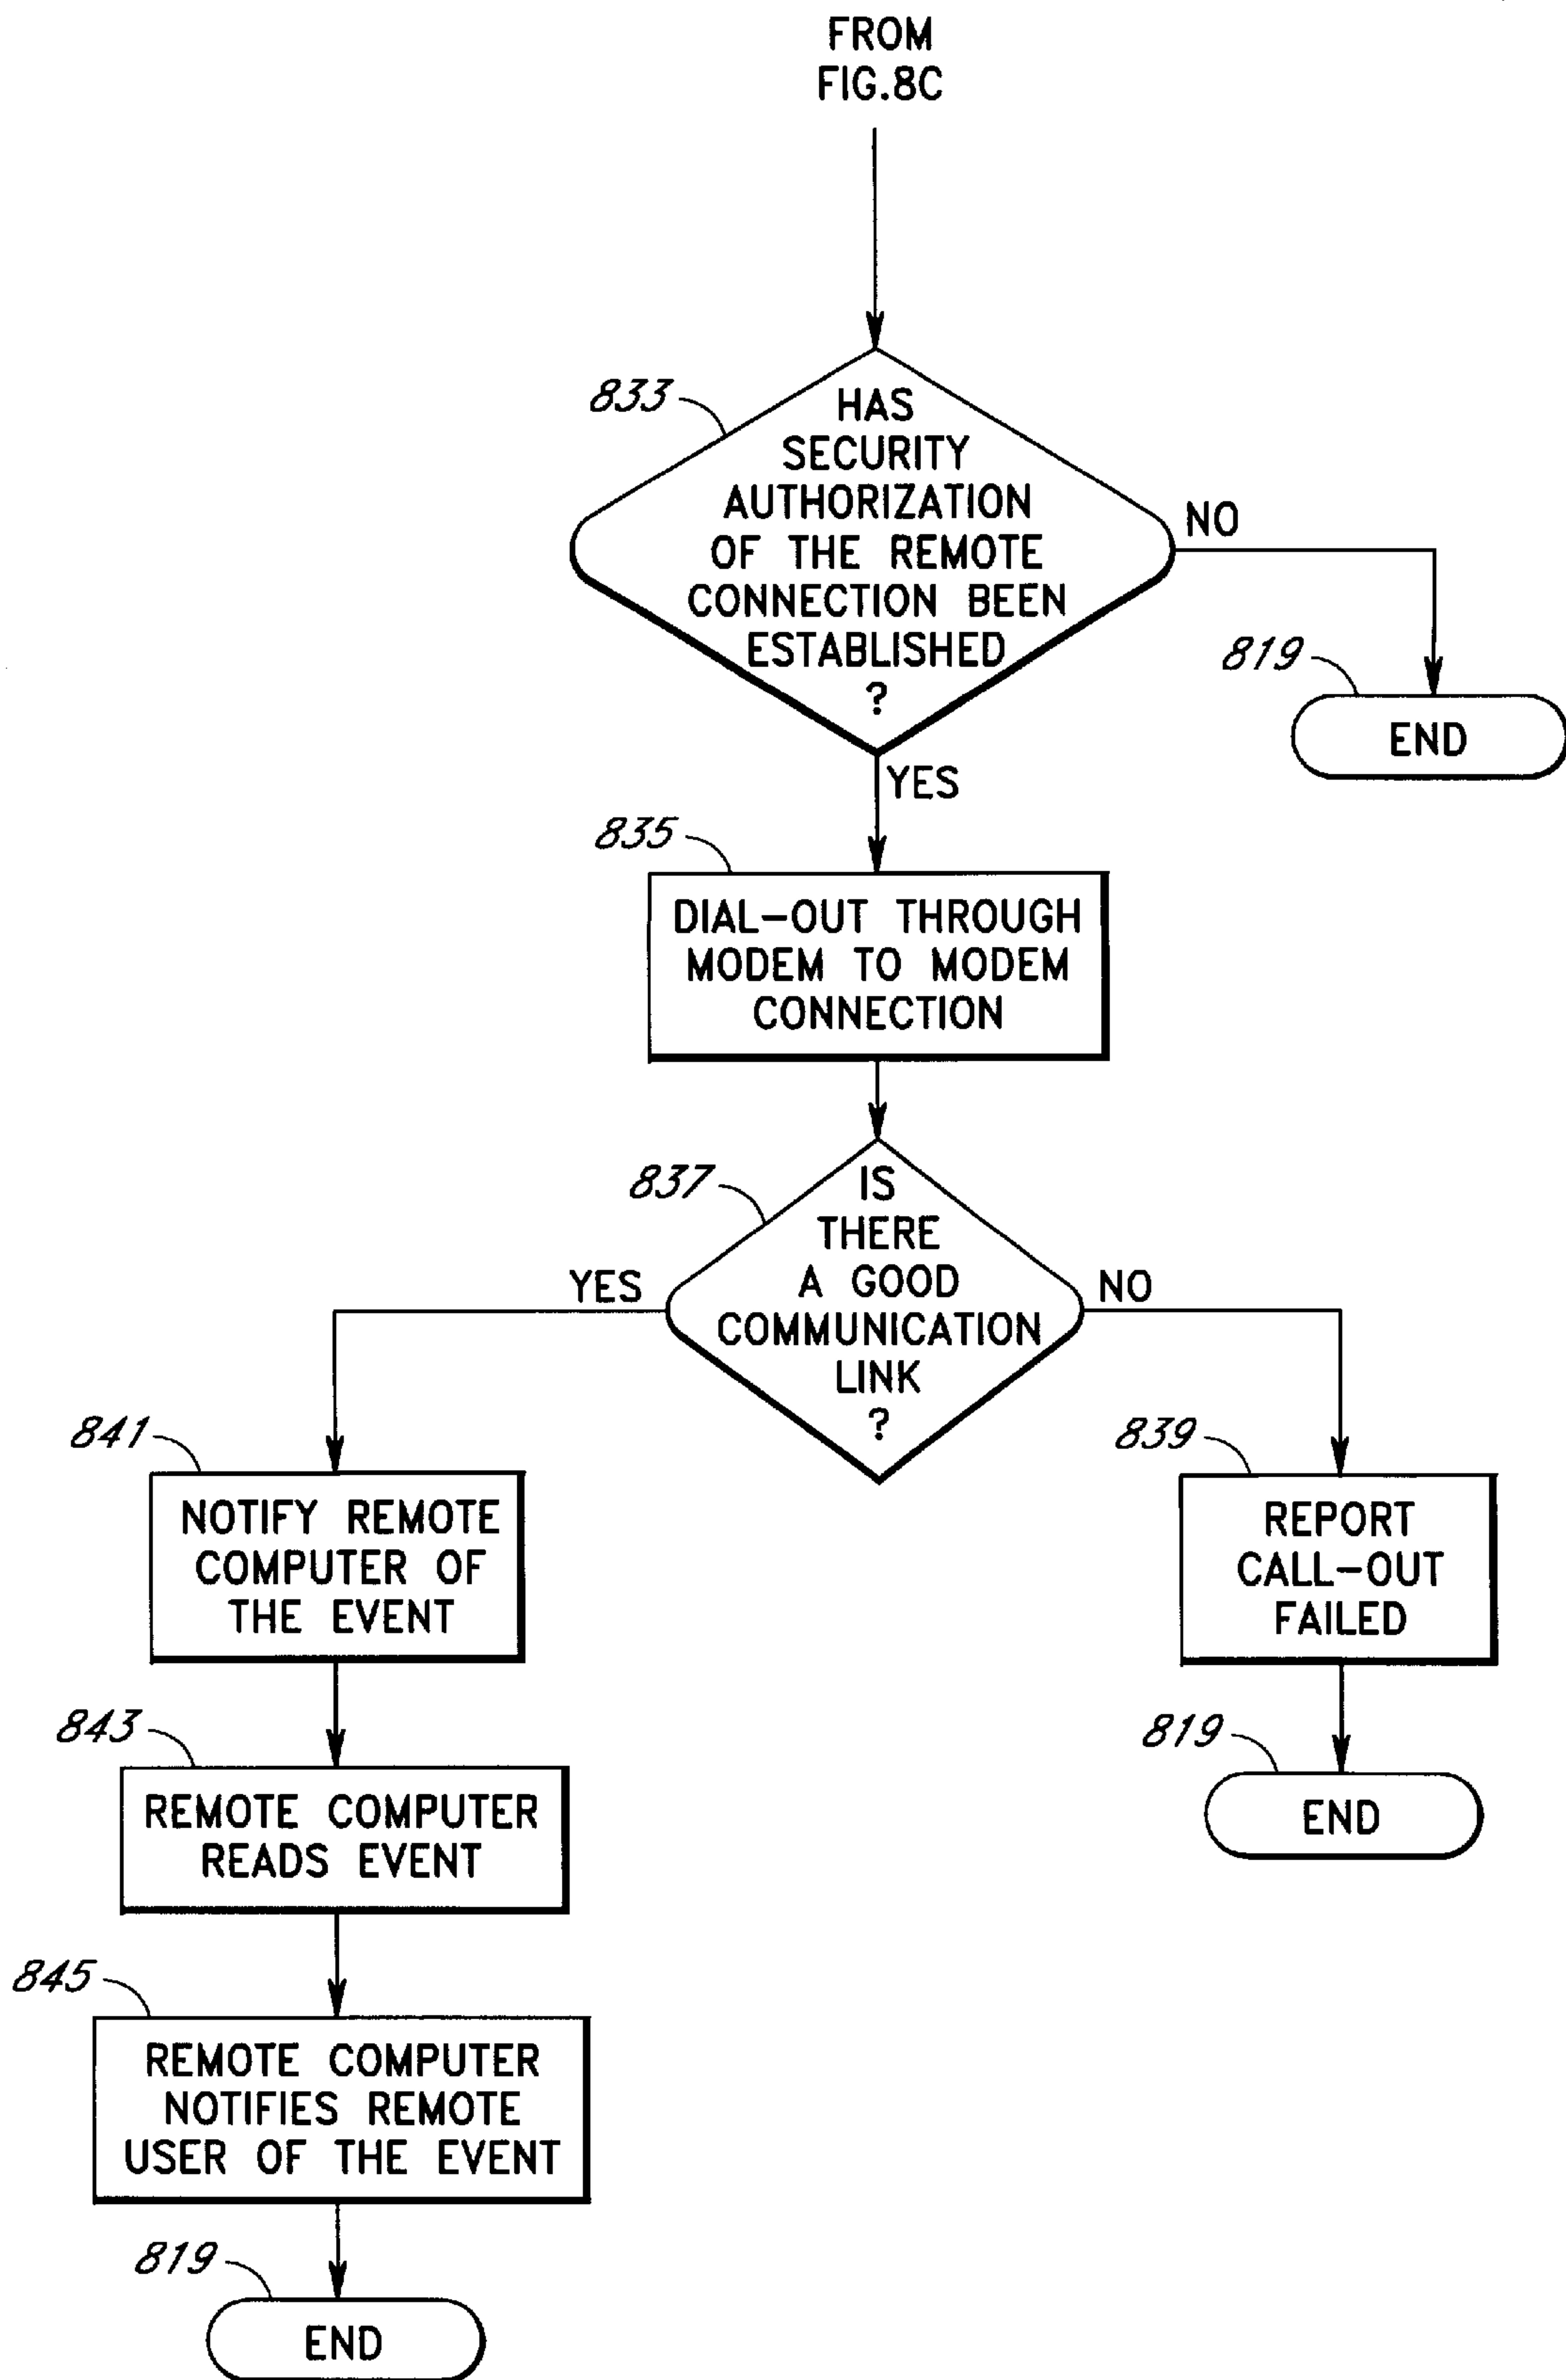 FROM
FIG.8C
833
HAS
SECURITY
AUTHORIZATION
OF THE REMOTE
CONNECTION BEEN
ESTABLISHED
?
NO
819
END
YES
835
DIAL-OUT THROUGH
MODEM TO MODEM
CONNECTION
837
IS
THERE
A GOOD
COMMUNICATION
LINK
?
YES
NO
841
NOTIFY REMOTE
COMPUTER OF
THE EVENT
839
REPORT
CALL-OUT
FAILED
843
REMOTE COMPUTER
READS EVENT
819
END
845
REMOTE COMPUTER
NOTIFIES REMOTE
USER OF THE EVENT
819
END